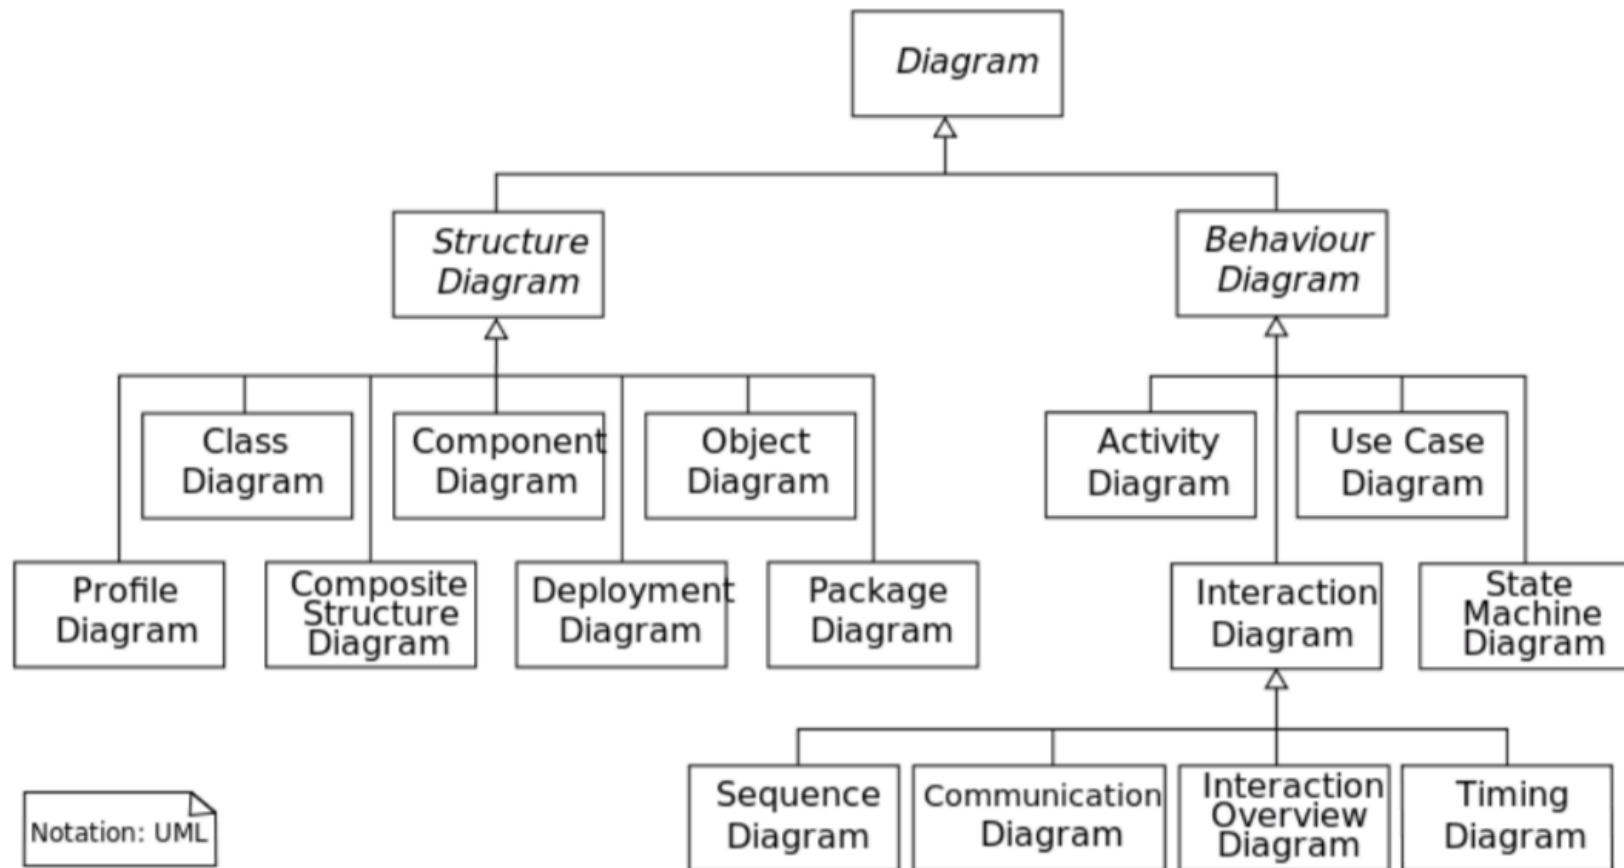 Diagram
Structure
Diagram
Behaviour
Diagram
Class
Diagram
Component
Diagram
Object
Diagram
Activity
Diagram
Use Case
Diagram
Profile
Diagram
Composite
Structure
Diagram
Deployment
Diagram
Package
Diagram
Interaction
Diagram
State
Machine
Diagram
Sequence
Diagram
Communication
Diagram
Interaction
Overview
Diagram
Timing
Diagram
Notation: UML